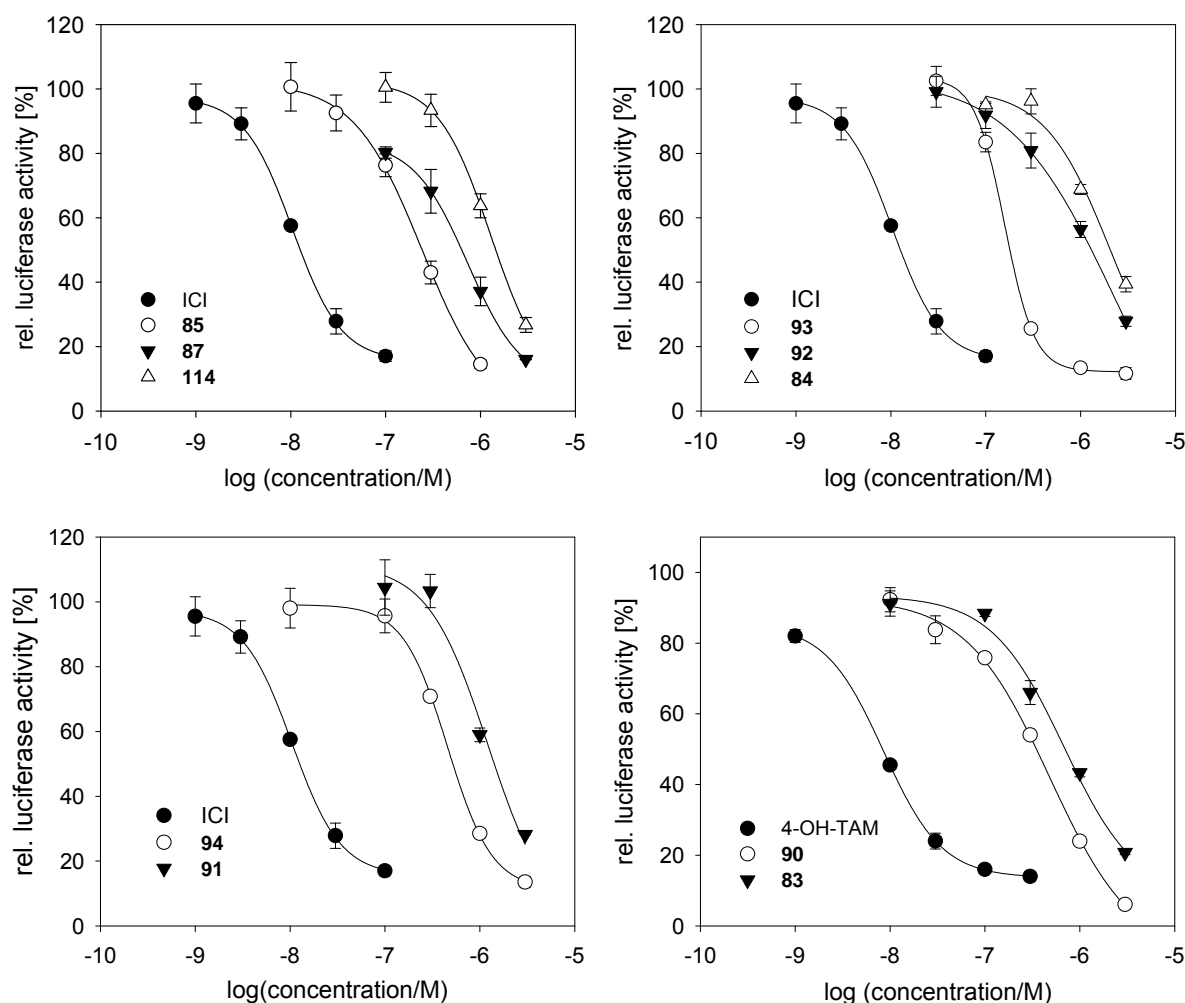 120
100
80
60
40
20
0
rel. luciferase activity [%]
ICI
85
87
114
-10 -9 -8 -7 -6 -5
log (concentration/M)
120
100
80
60
40
20
0
rel. luciferase activity [%]
ICI
93
92
84
-10 -9 -8 -7 -6 -5
log (concentration/M)
120
100
80
60
40
20
0
rel. luciferase activity [%]
ICI
94
91
-10 -9 -8 -7 -6 -5
log(concentration/M)
100
80
60
40
20
0
rel. luciferase activity [%]
4-OH-TAM
90
83
-10 -9 -8 -7 -6 -5
log (concentration/M)